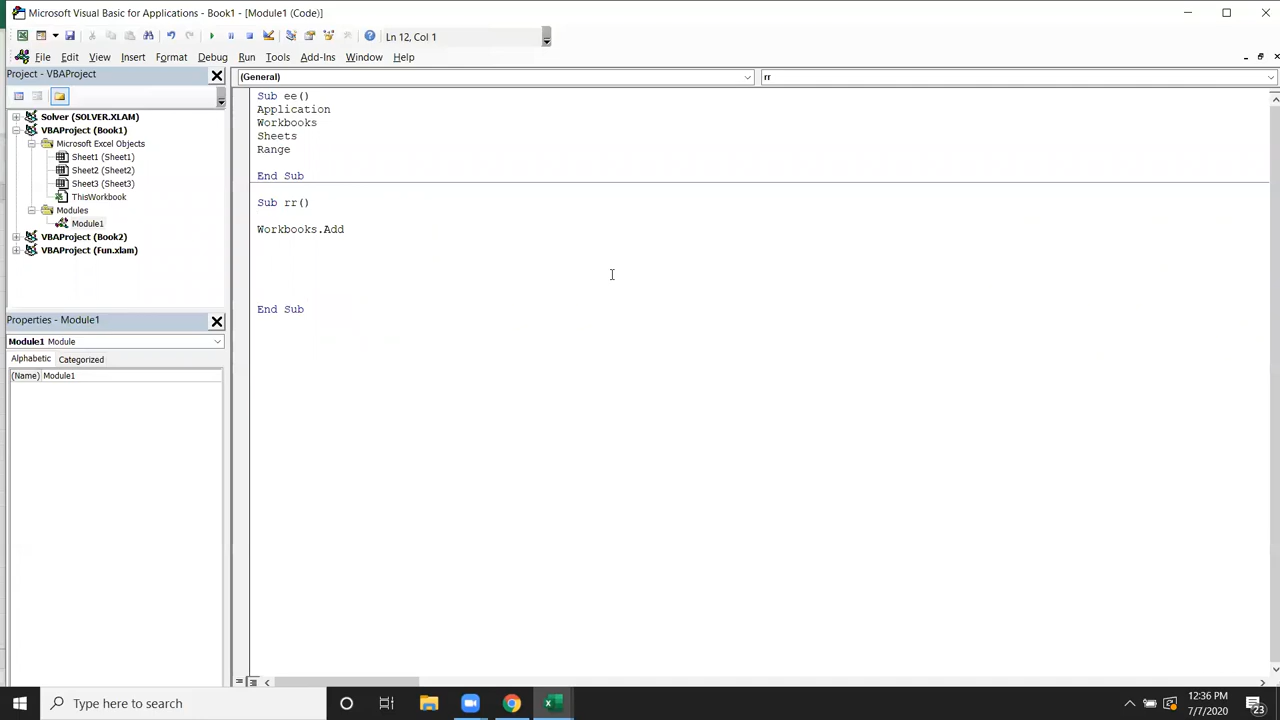 Microsoft Visual Basic for Applications - Book1 - [Module1 (Code)]
Ln 12, Col 1
File Edit View Insert Format Debug Run Tools Add-Ins Window Help
Project - VBAProject
(General)
rr
Solver (SOLVER.XLAM)
VBAProject (Book1)
Microsoft Excel Objects
Sheet1 (Sheet1)
Sheet2 (Sheet2)
Sheet3 (Sheet3)
ThisWorkbook
Modules
Module1
VBAProject (Book2)
VBAProject (Fun.xlam)
Sub ee()
Application
Workbooks
Sheets
Range
End Sub
Sub rr()
Workbooks.Add
End Sub
Properties - Module1
Module1 Module
Alphabetic Categorized
(Name) Module1
Type here to search
12:36 PM
7/7/2020
23